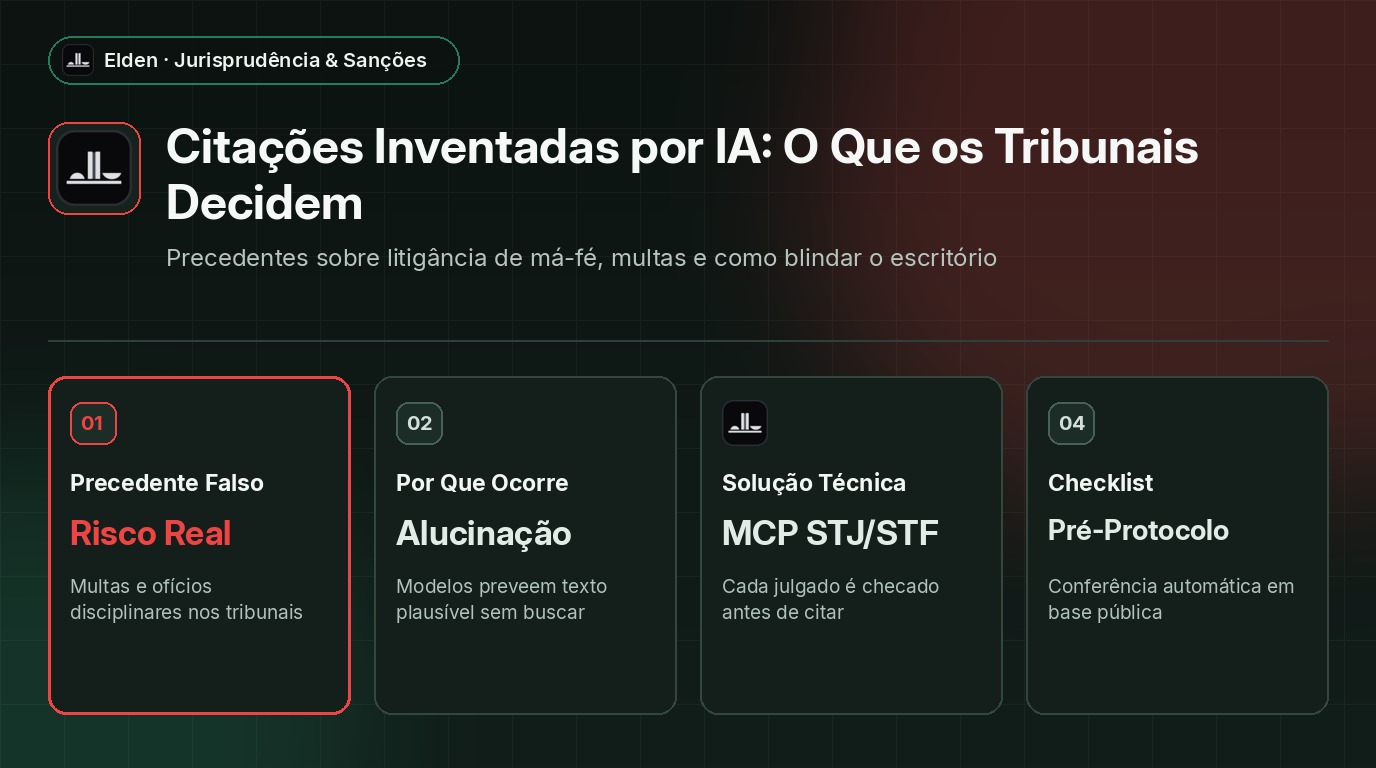 Elden · Jurisprudência & Sanções
Citações Inventadas por IA: O Que os Tribunais
Decidem
Precedentes sobre litigância de má-fé, multas e como blindar o escritório
01
Precedente Falso
Risco Real
Multas e ofícios
disciplinares nos tribunais
02
Por Que Ocorre
Alucinação
Modelos preveem texto
plausível sem buscar
Solução Técnica
MCP STJ/STF
Cada julgado é checado
antes de citar
04
Checklist
Pré-Protocolo
Conferência automática em
base pública